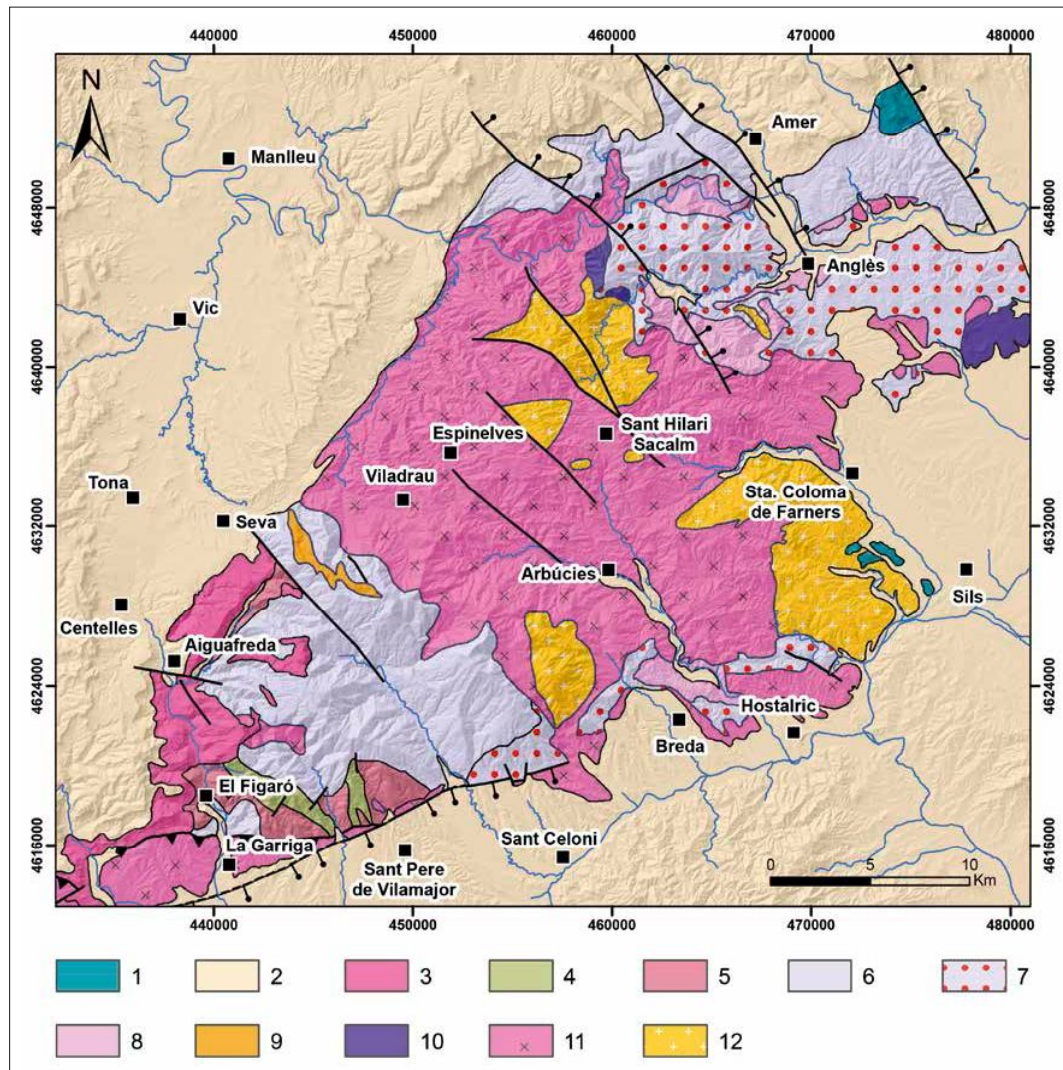 440000 450000 460000 470000 480000
N
Amer
Manlleu
4648000 4648000
Anglès
Vic
4640000 4640000
Espinelves
Sant Hilari
Sacalm
Viladrau
Tona
Sta. Coloma
de Farners
4632000 4632000
Seva
Arbúcies
Sils
Centelles
Aiguafreda
4624000 4624000
Hostalric
Breda
El Figaró
La Garriga
Sant Celoni
4616000 4616000
Sant Pere
de Vilamajor
0 5 10
Km
440000 450000 460000 470000 480000
1 2 3 4 5 6 7
8 9 10 11 12